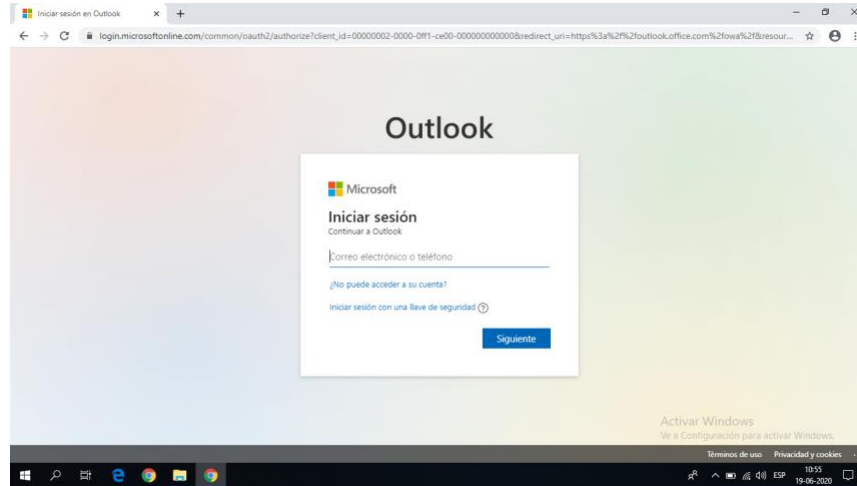 Iniciar sesión en Outlook
login.microsoftonline.com/common/oauth2/authorize?client_id=00000002-0000-0ff1-ce00-000000000000&redirect_uri=https%3a%2f%2foutlook.office.com%2fowa%2f&resour...
Outlook
Microsoft
Iniciar sesión
Continuar a Outlook
Correo electrónico o teléfono
¿No puede acceder a su cuenta?
Iniciar sesión con una llave de seguridad
Siguiente
Activar Windows
Ve a Configuración para activar Windows.
Términos de uso Privacidad y cookies
ESP
10:55
19-06-2020